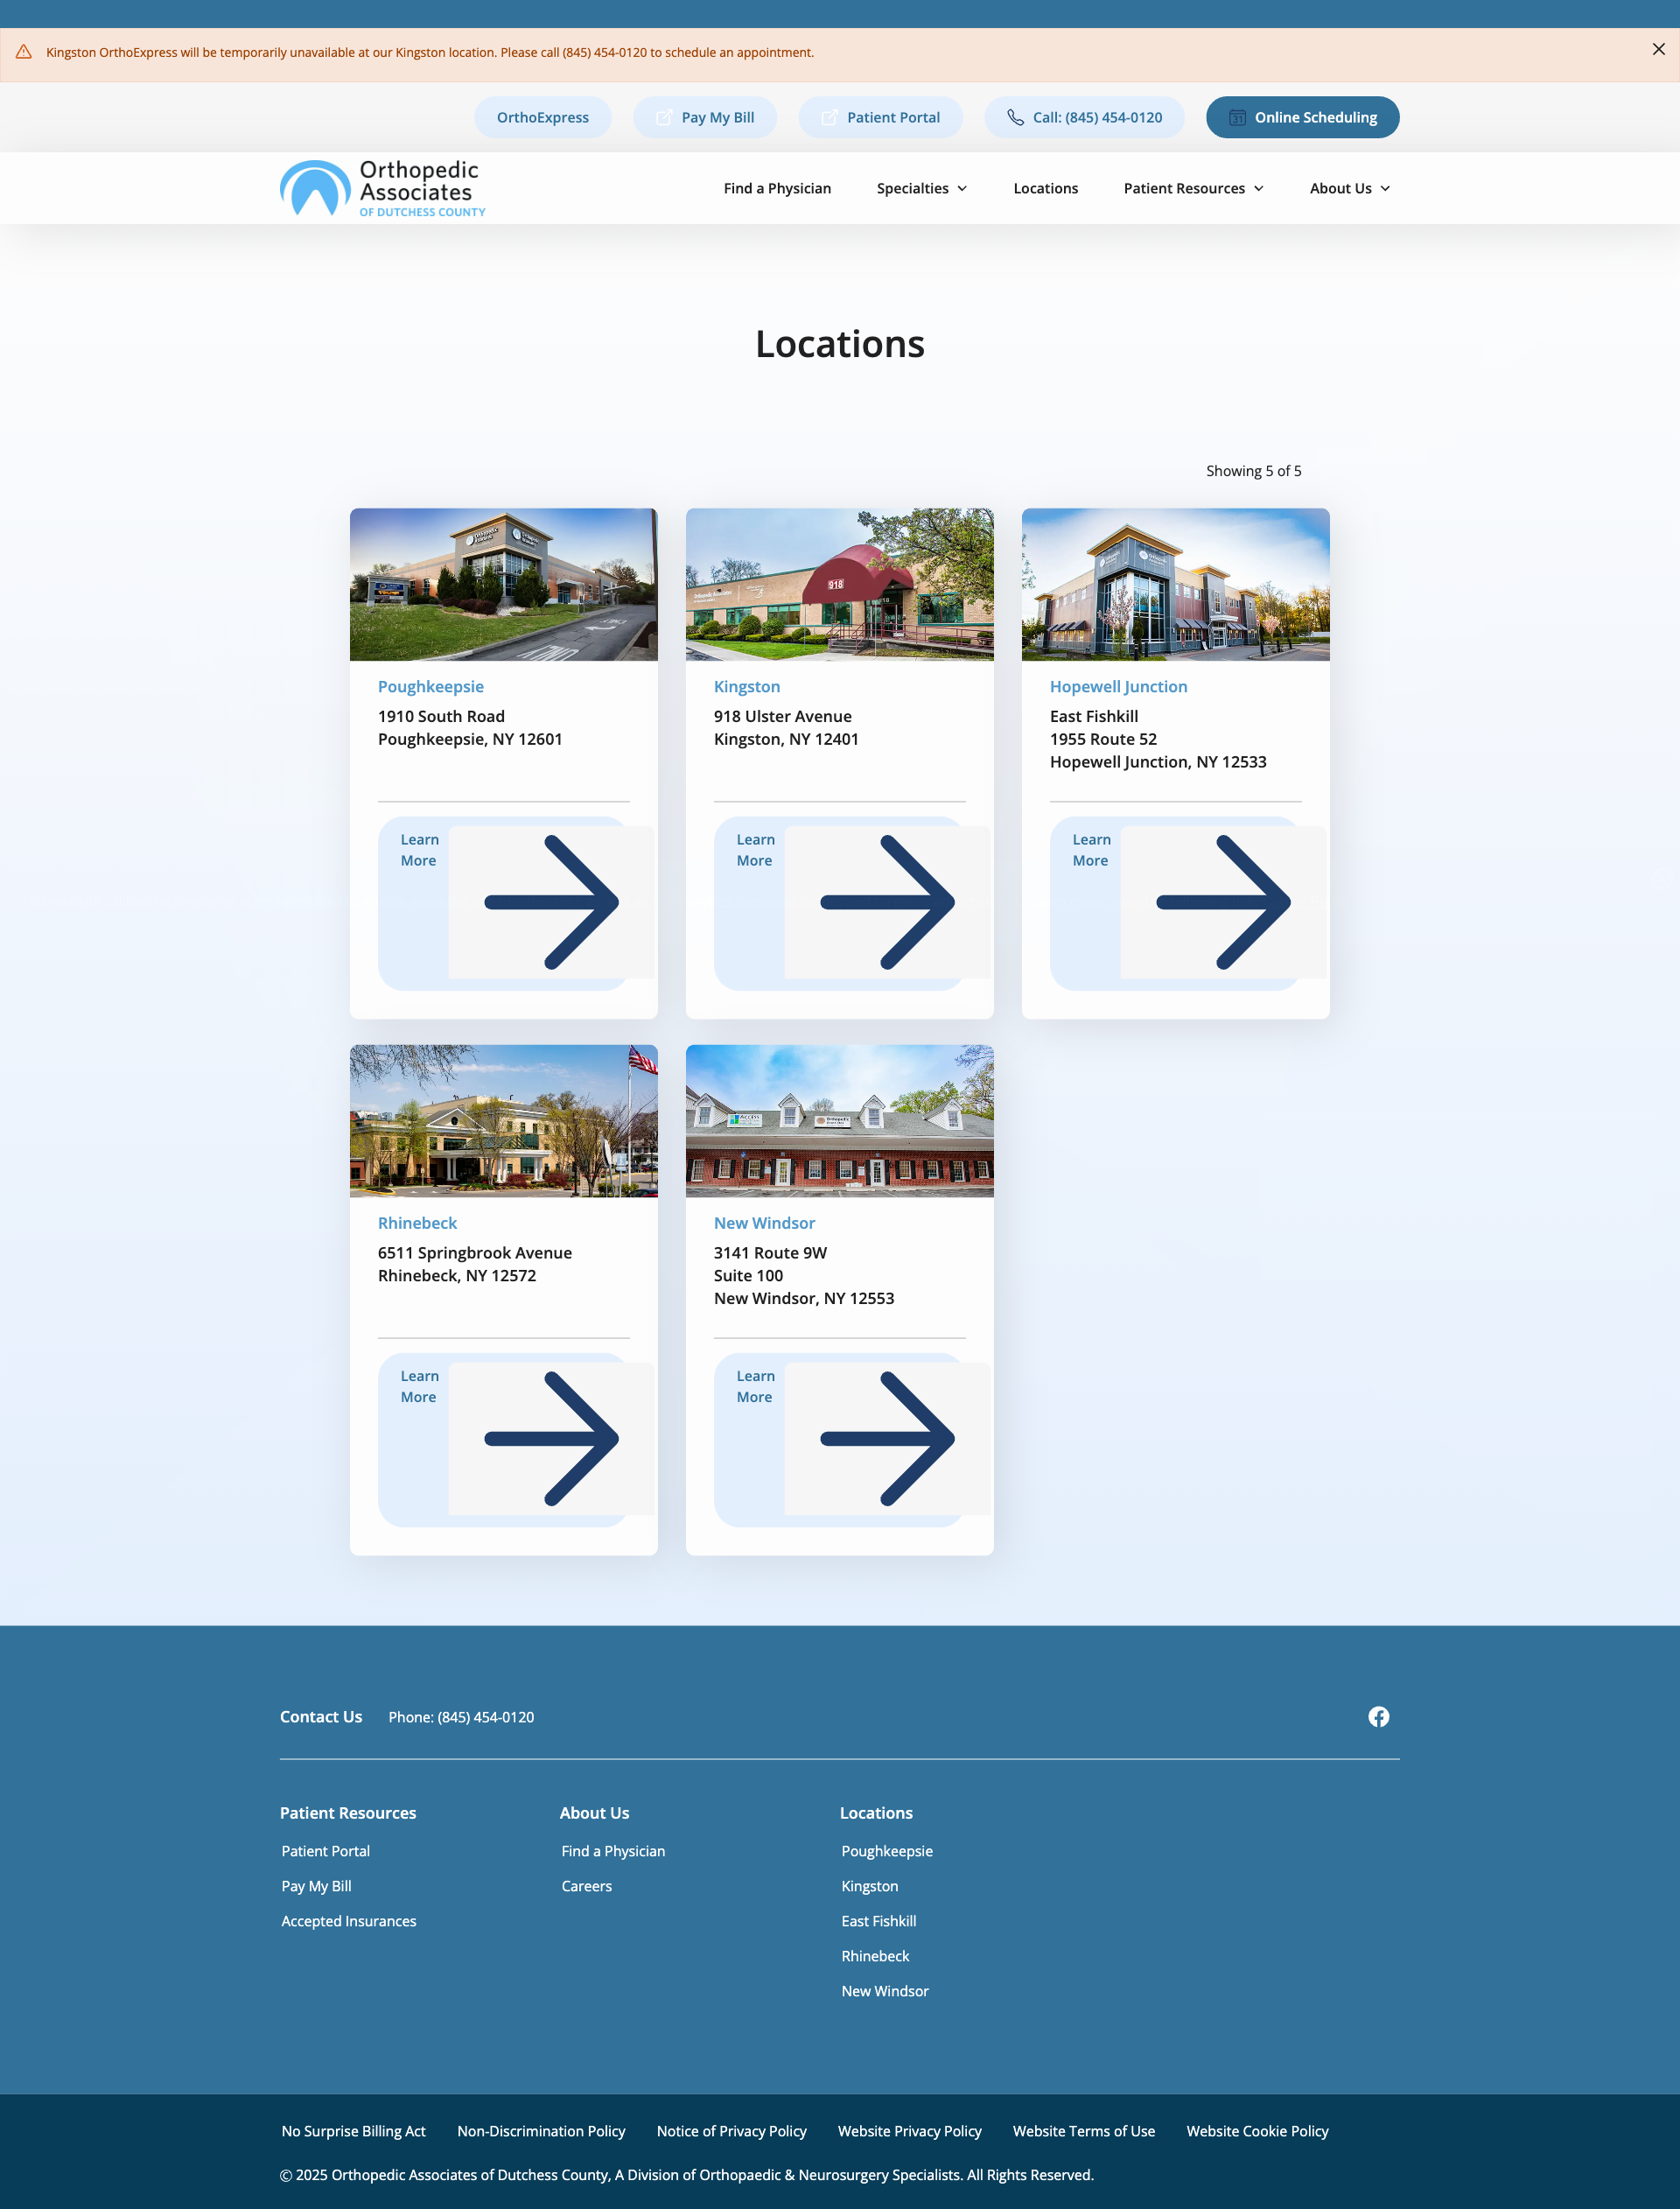 Kingston OrthoExpress will be temporarily unavailable at our Kingston location. Please call (845) 454-0120 to schedule an appointment.
OrthoExpress
Pay My Bill
Patient Portal
Call: (845) 454-0120
31
Online Scheduling
Orthopedic
Associates
OF DUTCHESS COUNTY
Find a Physician
Specialties
Locations
Patient Resources
About Us
Locations
Showing 5 of 5
918
Poughkeepsie
1910 South Road
Poughkeepsie, NY 12601
Learn
More
Kingston
918 Ulster Avenue
Kingston, NY 12401
Learn
More
Hopewell Junction
East Fishkill
1955 Route 52
Hopewell Junction, NY 12533
Learn
More
Rhinebeck
6511 Springbrook Avenue
Rhinebeck, NY 12572
Learn
More
New Windsor
3141 Route 9W
Suite 100
New Windsor, NY 12553
Learn
More
Contact Us
Phone: (845) 454-0120
Patient Resources
Patient Portal
Pay My Bill
Accepted Insurances
About Us
Find a Physician
Careers
Locations
Poughkeepsie
Kingston
East Fishkill
Rhinebeck
New Windsor
No Surprise Billing Act
Non-Discrimination Policy
Notice of Privacy Policy
Website Privacy Policy
Website Terms of Use
Website Cookie Policy
© 2025 Orthopedic Associates of Dutchess County, A Division of Orthopaedic & Neurosurgery Specialists. All Rights Reserved.